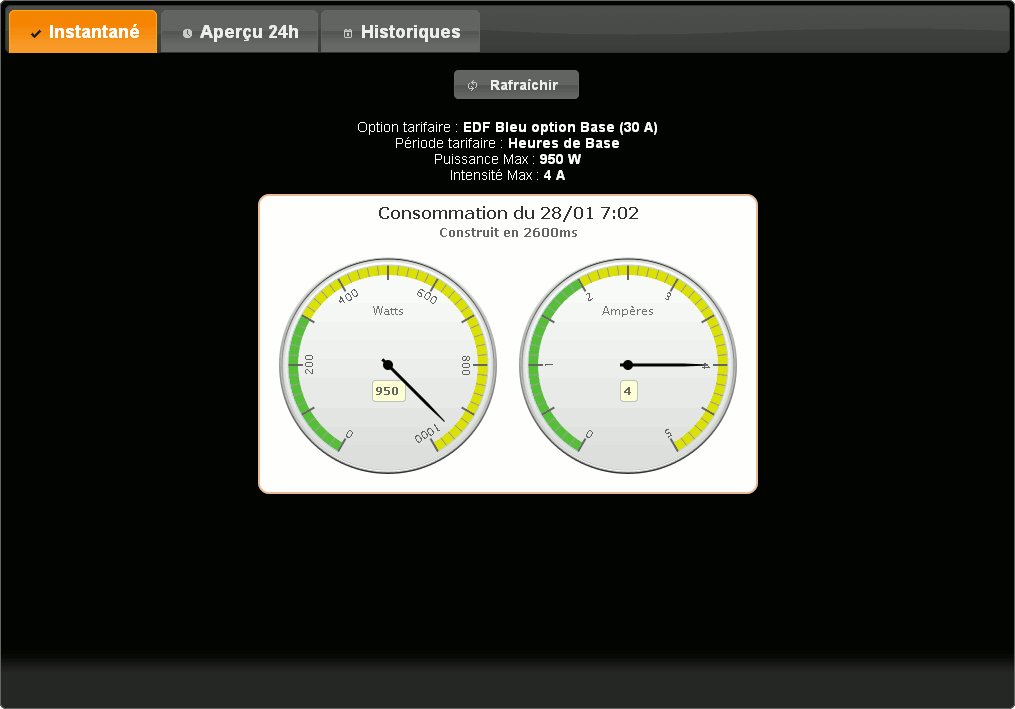 Instantané
Aperçu 24h
Historiques
Rafraîchir
Option tarifaire : EDF Bleu option Base (30 A)
Période tarifaire : Heures de Base
Puissance Max : 950 W
Intensité Max : 4 A
Consommation du 28/01 7:02
Construit en 2600ms
0
200
400
600
800
1000
Watts
950
0
1
2
3
4
5
Ampères
4